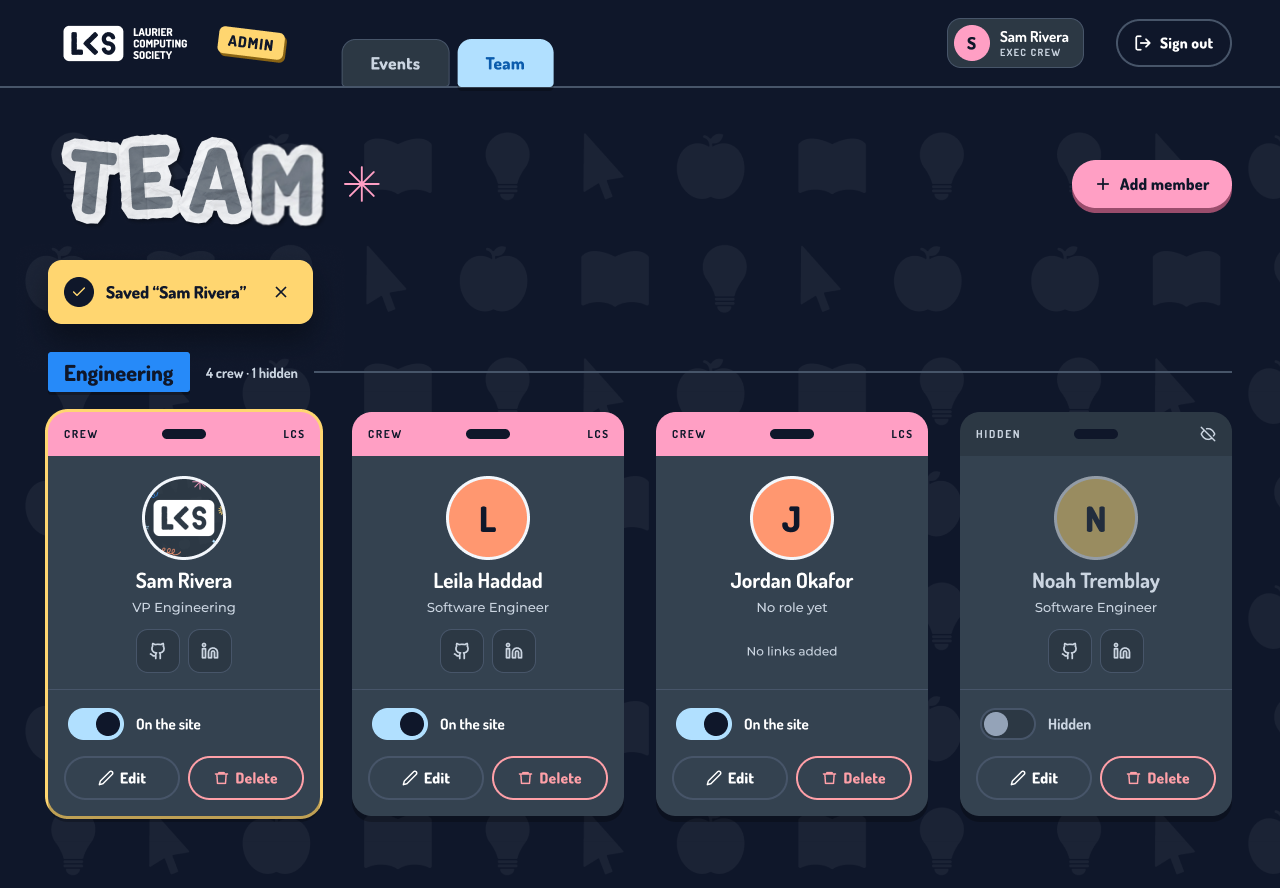 LCS
LAURIER
COMPUTING
SOCIETY
ADMIN
Events
Team
S
Sam Rivera
EXEC CREW
Sign out
TEAM
Add member
Saved “Sam Rivera”
Engineering
4 crew · 1 hidden
CREW
LCS
LCS
Sam Rivera
VP Engineering
On the site
Edit
Delete
CREW
LCS
L
Leila Haddad
Software Engineer
On the site
Edit
Delete
CREW
LCS
J
Jordan Okafor
No role yet
No links added
On the site
Edit
Delete
HIDDEN
N
Noah Tremblay
Software Engineer
Hidden
Edit
Delete